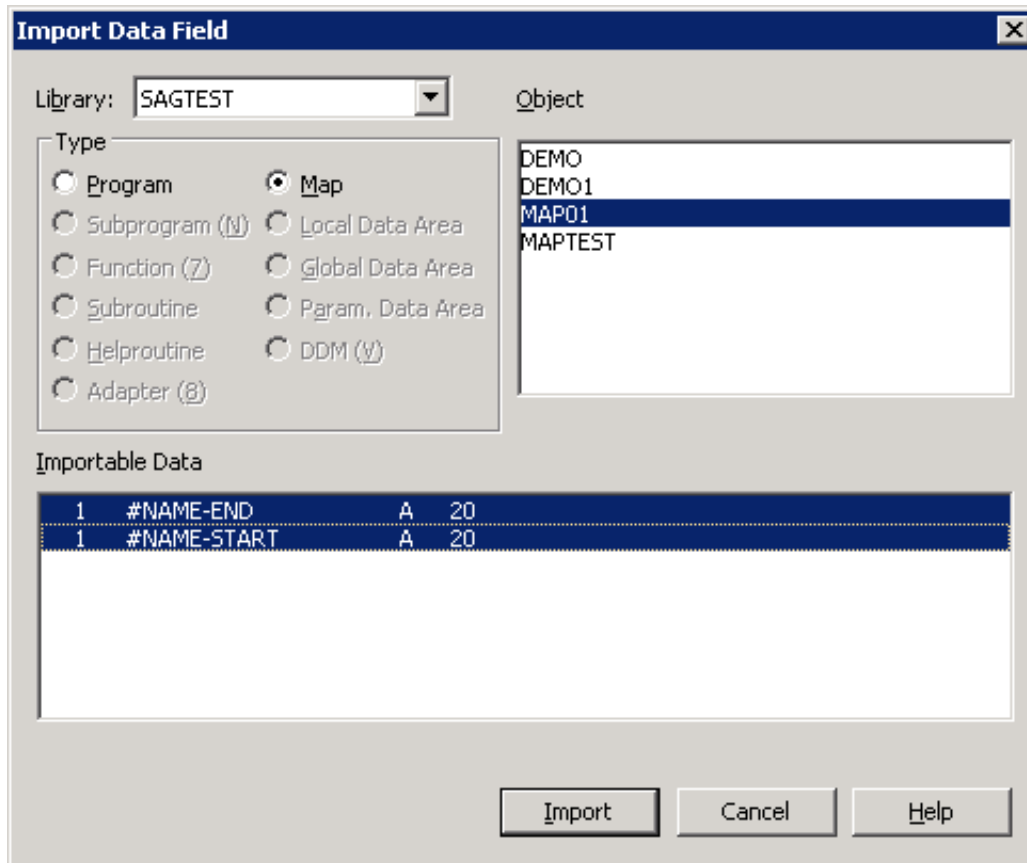 Import Data Field
Library: SAGTEST
Object
Type
Program Map
Subprogram (N) Local Data Area
Function (7) Global Data Area
Subroutine Param. Data Area
Helproutine DDM (V)
Adapter (8)
DEMO
DEMO1
MAP01
MAPTEST
Importable Data
1 #NAME-END A 20
1 #NAME-START A 20
Import Cancel Help